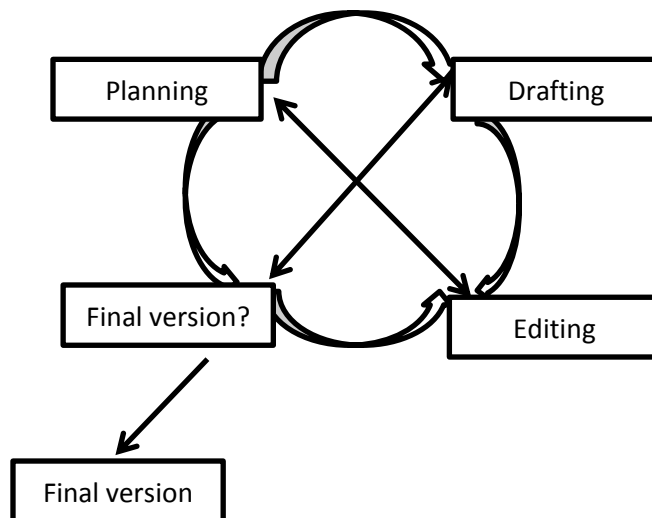 Planning
Drafting
Final version?
Editing
Final version